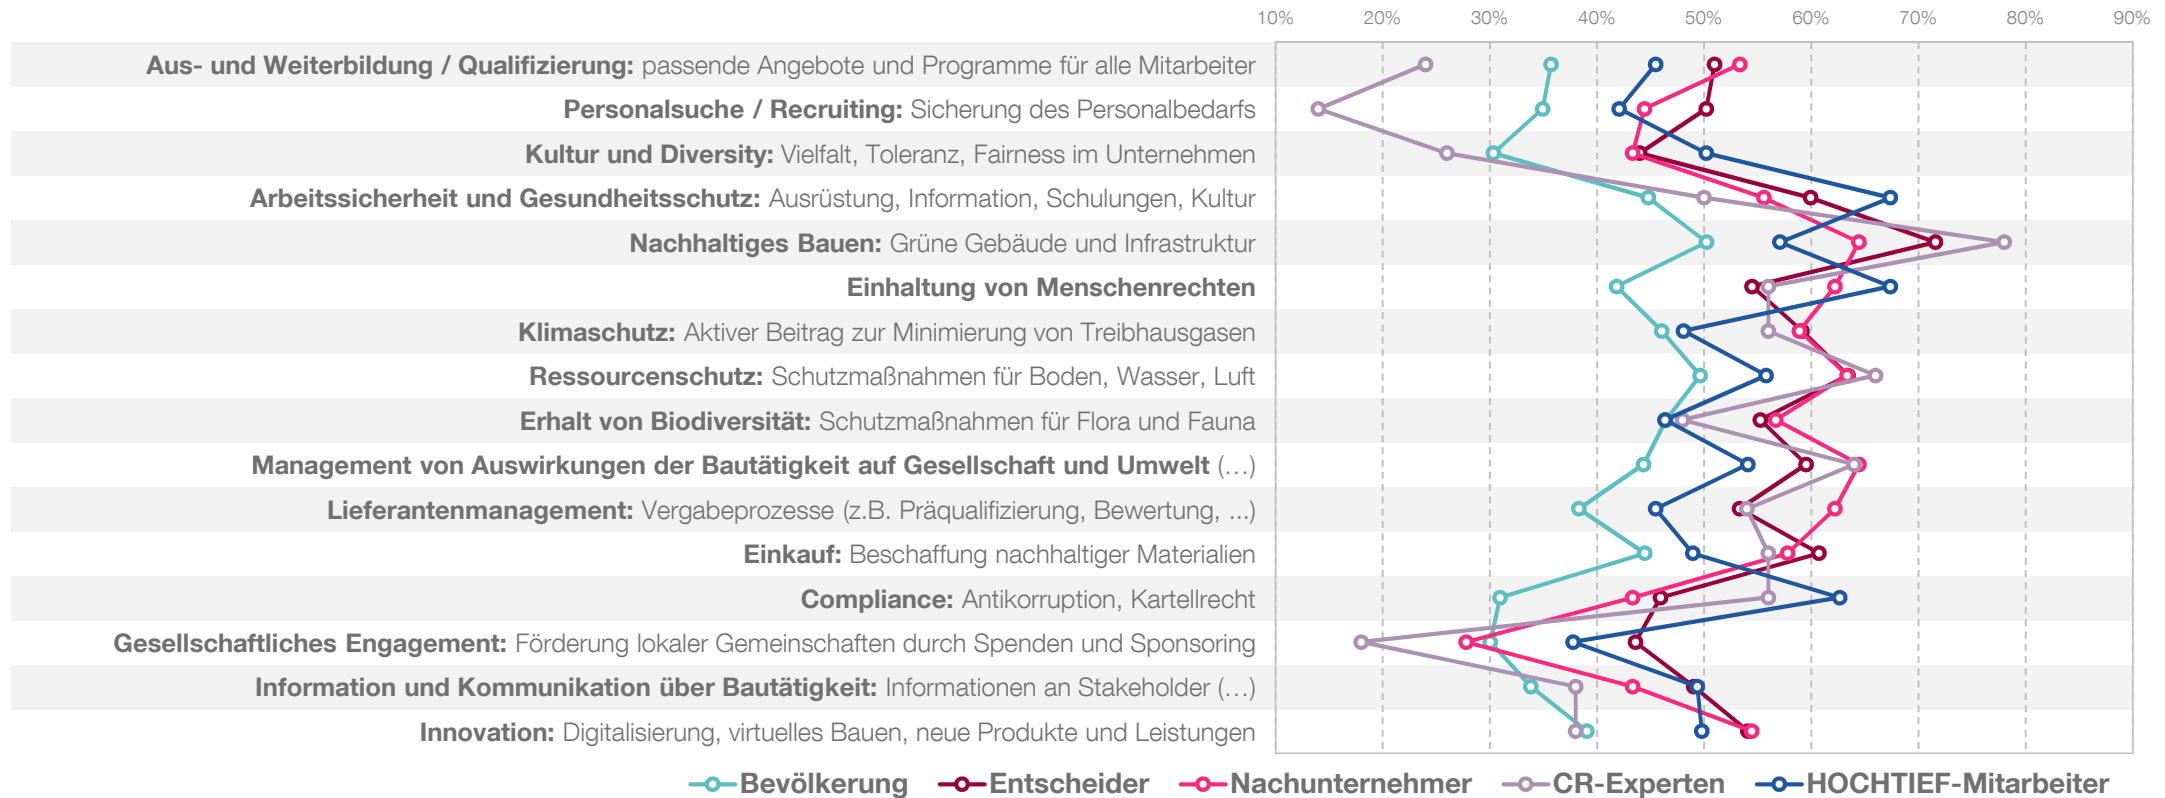 10% 20% 30% 40% 50% 60% 70% 80% 90%
Aus- und Weiterbildung / Qualifizierung: passende Angebote und Programme für alle Mitarbeiter
Personalsuche / Recruiting: Sicherung des Personalbedarfs
Kultur und Diversity: Vielfalt, Toleranz, Fairness im Unternehmen
Arbeitssicherheit und Gesundheitsschutz: Ausrüstung, Information, Schulungen, Kultur
Nachhaltiges Bauen: Grüne Gebäude und Infrastruktur
Einhaltung von Menschenrechten
Klimaschutz: Aktiver Beitrag zur Minimierung von Treibhausgasen
Ressourcenschutz: Schutzmaßnahmen für Boden, Wasser, Luft
Erhalt von Biodiversität: Schutzmaßnahmen für Flora und Fauna
Management von Auswirkungen der Bautätigkeit auf Gesellschaft und Umwelt (…)
Lieferantenmanagement: Vergabeprozesse (z.B. Präqualifizierung, Bewertung, ...)
Einkauf: Beschaffung nachhaltiger Materialien
Compliance: Antikorruption, Kartellrecht
Gesellschaftliches Engagement: Förderung lokaler Gemeinschaften durch Spenden und Sponsoring
Information und Kommunikation über Bautätigkeit: Informationen an Stakeholder (…)
Innovation: Digitalisierung, virtuelles Bauen, neue Produkte und Leistungen
Bevölkerung Entscheider Nachunternehmer CR-Experten HOCHTIEF-Mitarbeiter